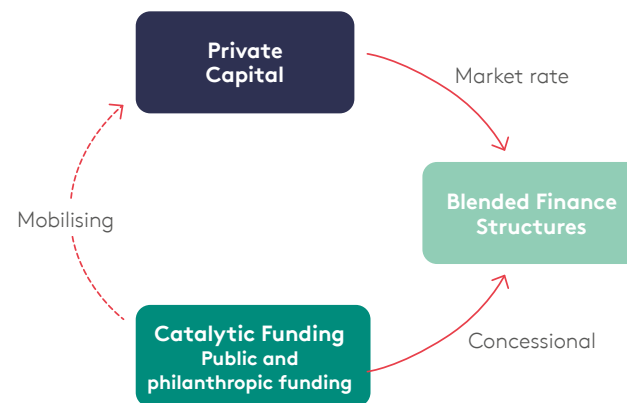 Private
Capital
Market rate
Blended Finance
Structures
Mobilising
Catalytic Funding
Public and
philanthropic funding
Concessional